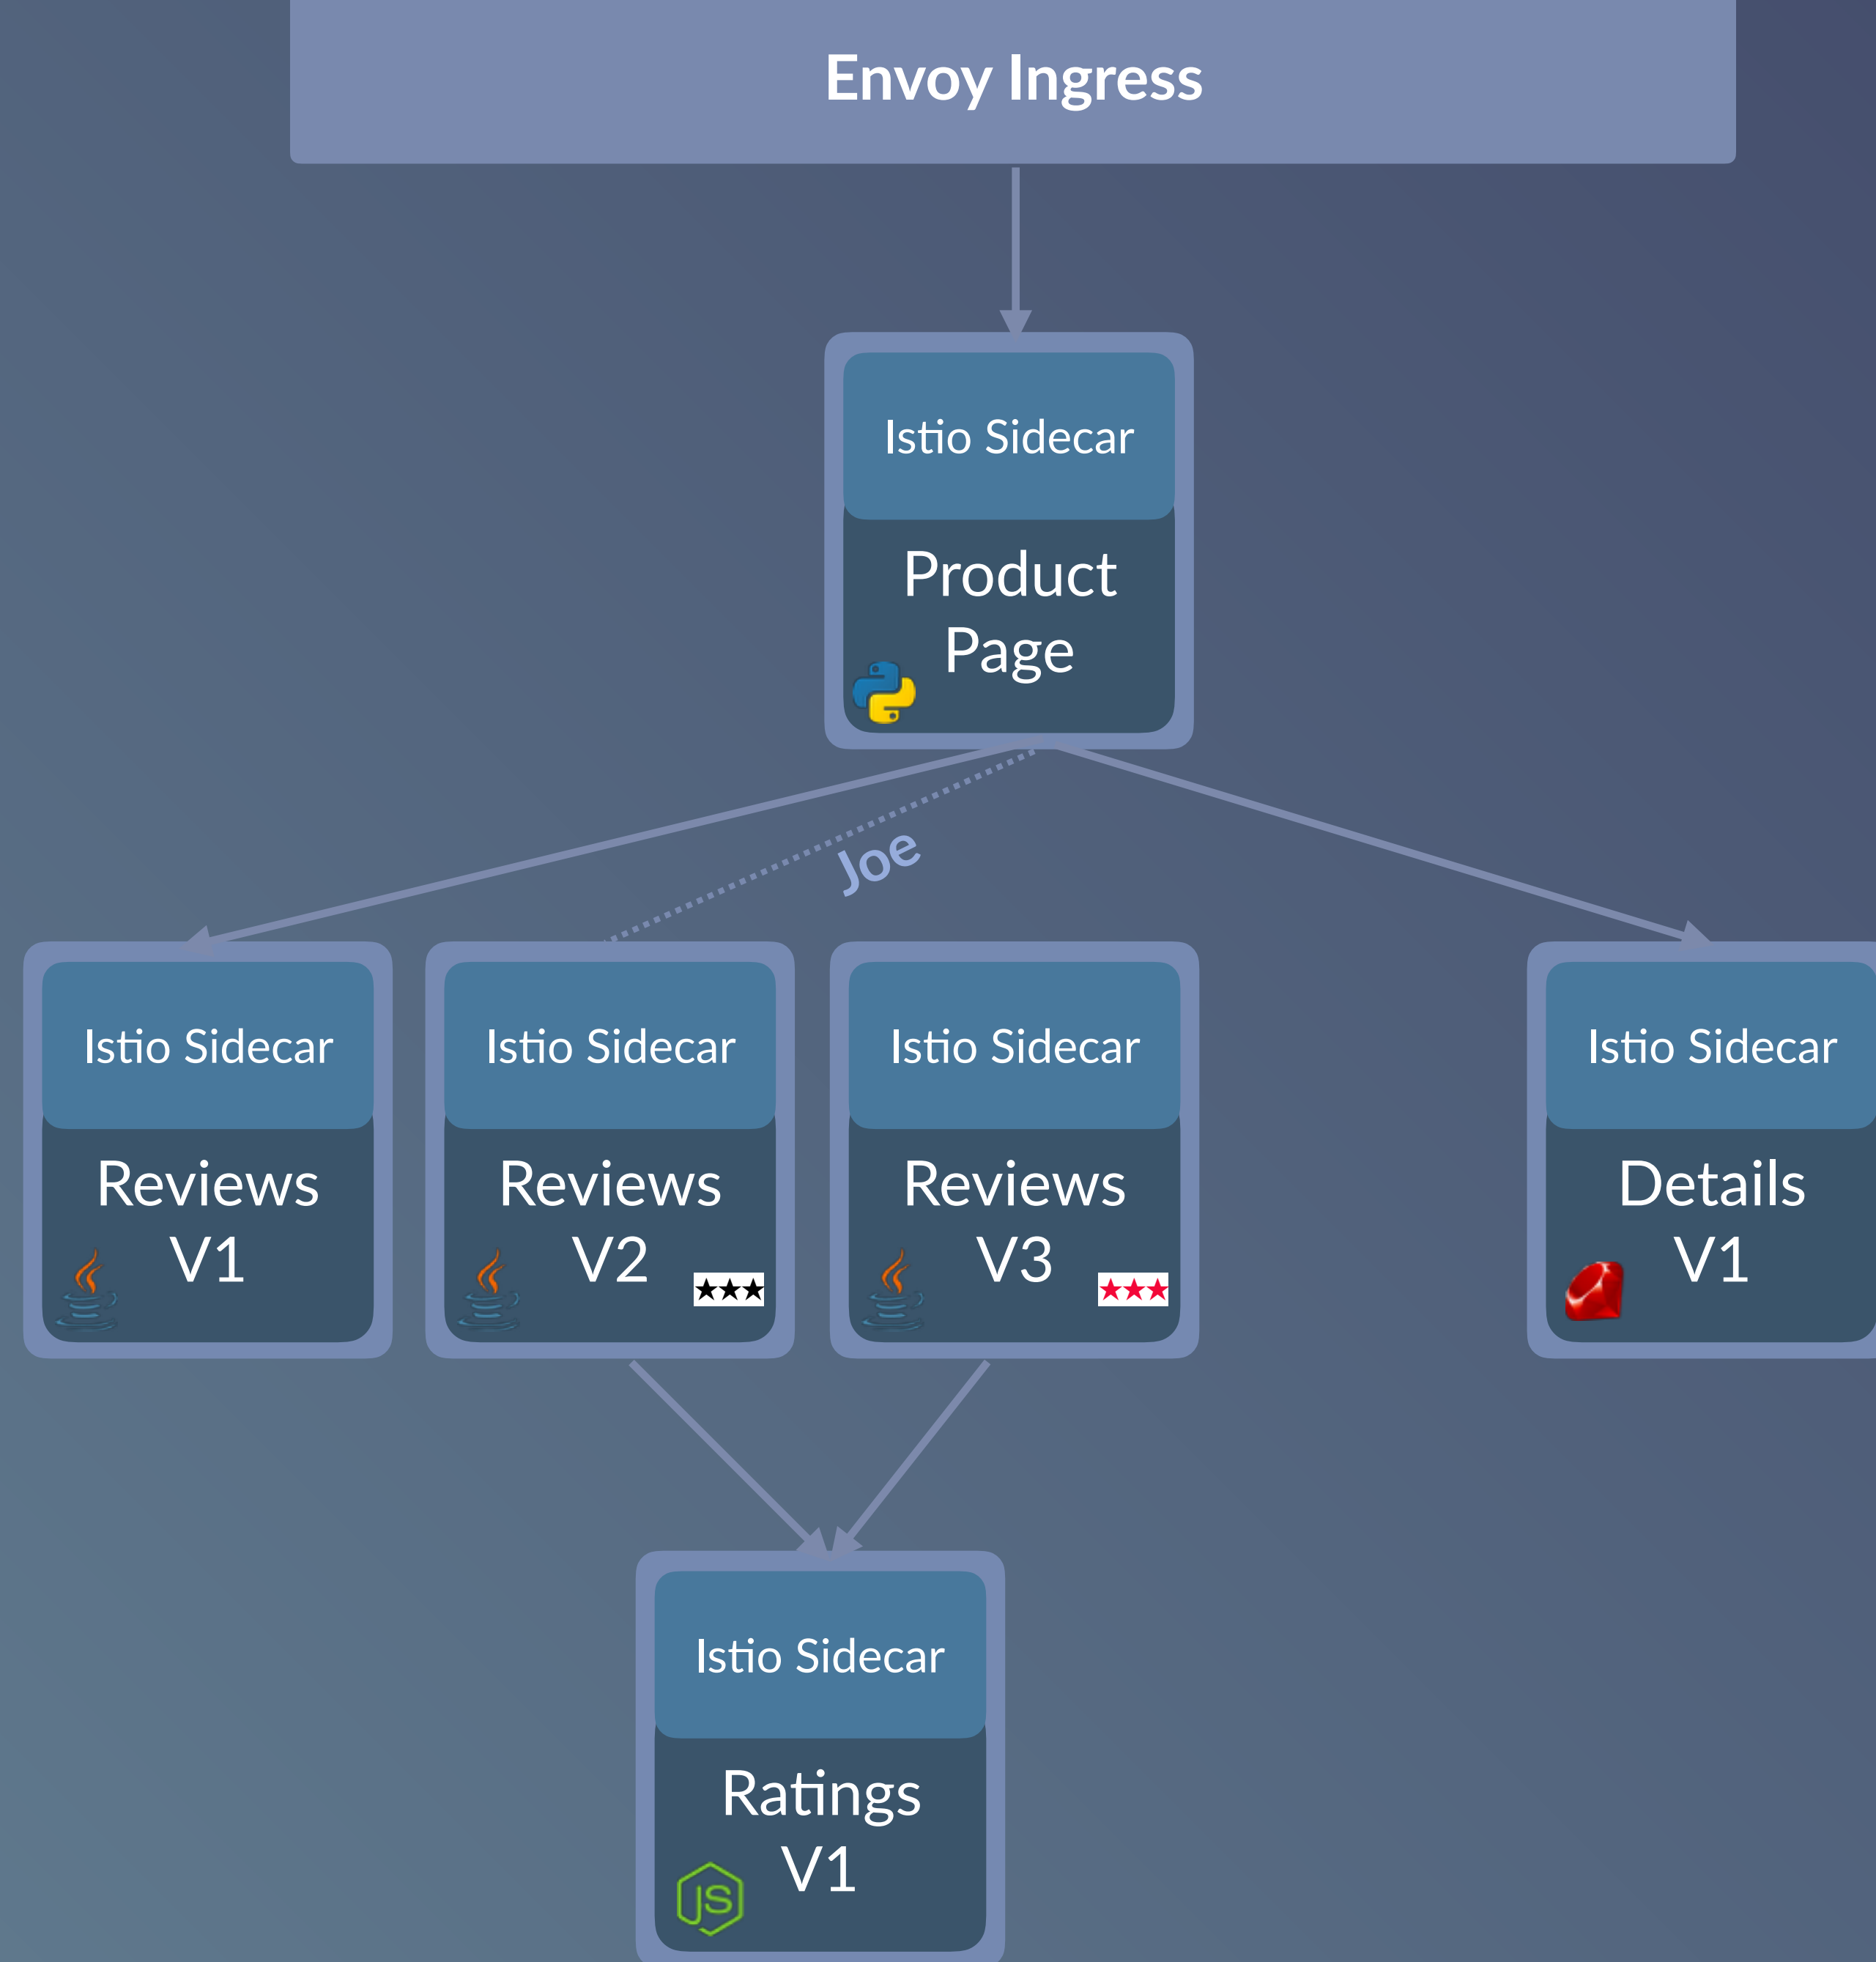 Envoy Ingress
Istio Sidecar
Product
Page
Joe
Istio Sidecar
Reviews
V1
Istio Sidecar
Reviews
V2
Istio Sidecar
Reviews
V3
Istio Sidecar
Details
V1
Istio Sidecar
Ratings
V1
JS